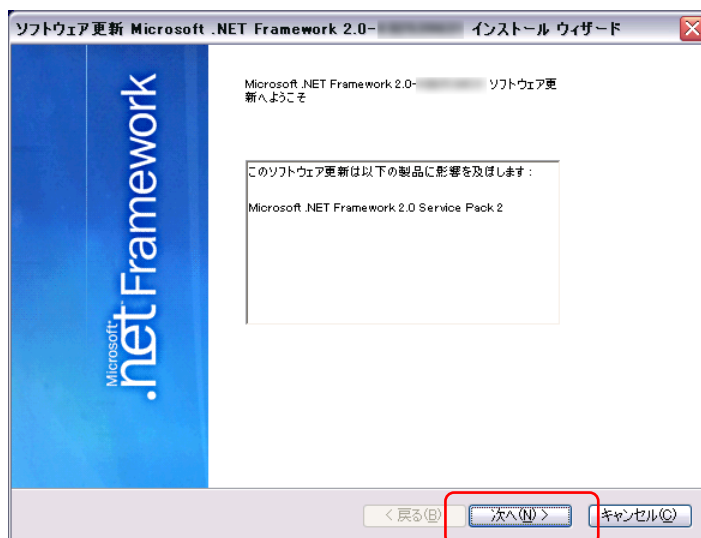 ソフトウェア更新 Microsoft .NET Framework 2.0- インストール ウィザード
Microsoft .NET Framework 2.0- ソフトウェア更
新へようこそ
このソフトウェア更新は以下の製品に影響を及ぼします :
Microsoft .NET Framework 2.0 Service Pack 2
Microsoft
.net Framework
< 戻る(B)
次へ(N) >
キャンセル(C)